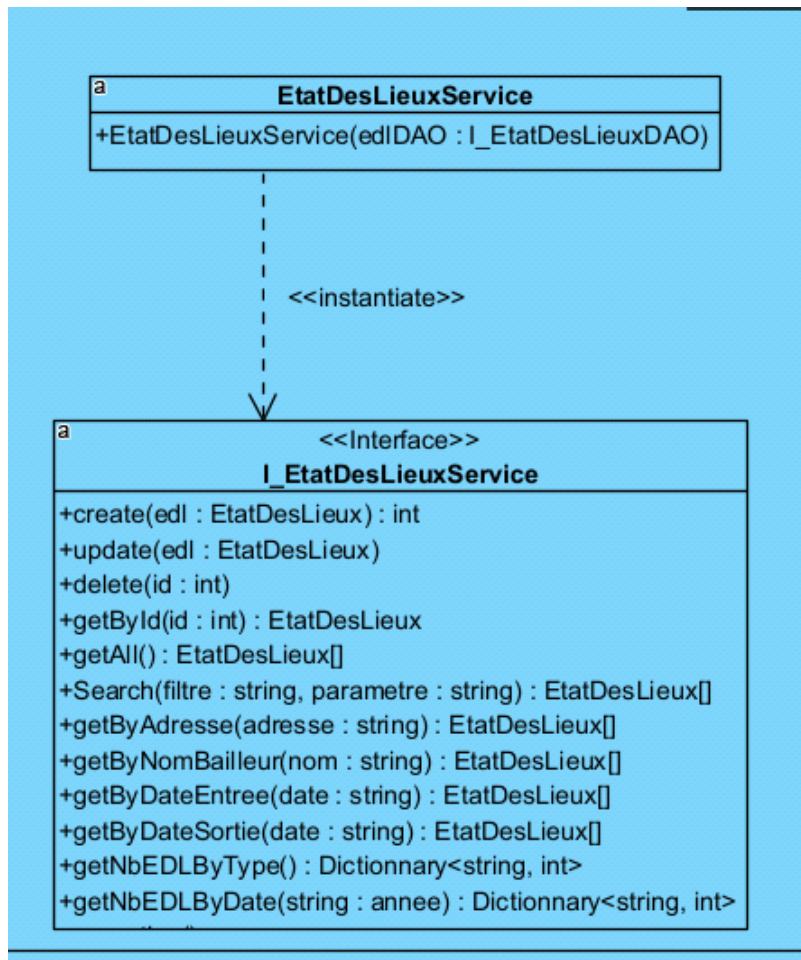 a
EtatDesLieuxService
+EtatDesLieuxService(edlDAO : I_EtatDesLieuxDAO)
<<instantiate>>
a
<<Interface>>
I_EtatDesLieuxService
+create(edl : EtatDesLieux) : int
+update(edl : EtatDesLieux)
+delete(id : int)
+getById(id : int) : EtatDesLieux
+getAll() : EtatDesLieux[]
+Search(filtre : string, parametre : string) : EtatDesLieux[]
+getByAdresse(adresse : string) : EtatDesLieux[]
+getByNomBailleur(nom : string) : EtatDesLieux[]
+getByDateEntree(date : string) : EtatDesLieux[]
+getByDateSortie(date : string) : EtatDesLieux[]
+getNbEDLByType() : Dictionnary<string, int>
+getNbEDLByDate(string : annee) : Dictionnary<string, int>